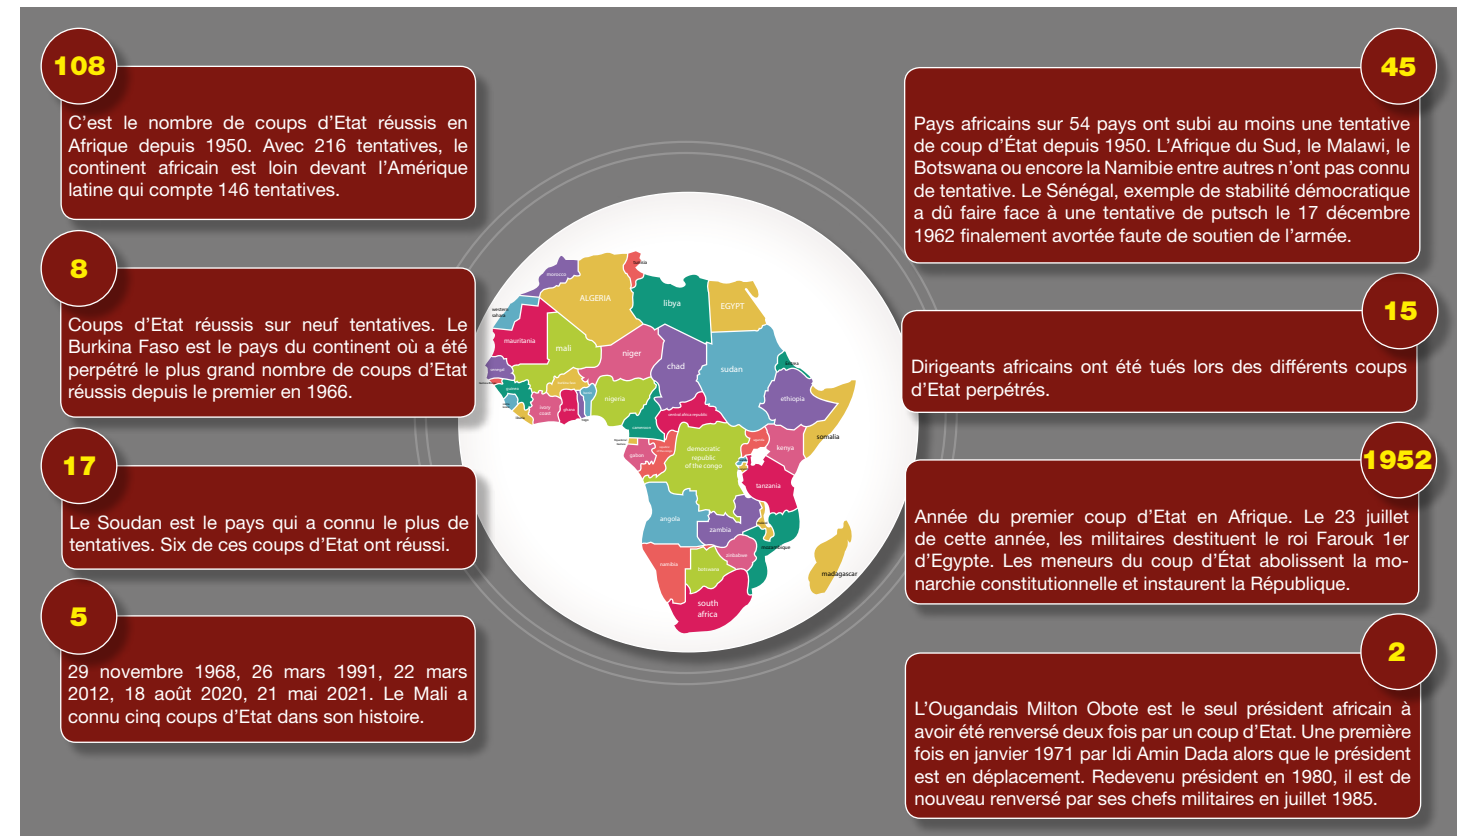 108
C'est le nombre de coups d'Etat réussis en
Afrique depuis 1950. Avec 216 tentatives, le
continent africain est loin devant l'Amérique
latine qui compte 146 tentatives.
8
Coups d'Etat réussis sur neuf tentatives. Le
Burkina Faso est le pays du continent où a été
perpétré le plus grand nombre de coups d'Etat
réussis depuis le premier en 1966.
17
Le Soudan est le pays qui a connu le plus de
tentatives. Six de ces coups d'Etat ont réussi.
5
29 novembre 1968, 26 mars 1991, 22 mars
2012, 18 août 2020, 21 mai 2021. Le Mali a
connu cinq coups d'Etat dans son histoire.
morocco
ALGERIA
libya
EGYPT
western
sahara
mauritania
mali
niger
chad
sudan
senegal
guinea
ivory
coast
ghana
nigeria
central africa republic
ethiopia
somalia
cameroon
gabon
democratic
republic
of the congo
uganda
kenya
tanzania
angola
zambia
mozambique
zimbabwe
namibia
botswana
madagascar
south
africa
45
Pays africains sur 54 pays ont subi au moins une tentative
de coup d'État depuis 1950. L'Afrique du Sud, le Malawi, le
Botswana ou encore la Namibie entre autres n'ont pas connu
de tentative. Le Sénégal, exemple de stabilité démocratique
a dû faire face à une tentative de putsch le 17 décembre
1962 finalement avortée faute de soutien de l'armée.
15
Dirigeants africains ont été tués lors des différents coups
d'Etat perpétrés.
1952
Année du premier coup d'Etat en Afrique. Le 23 juillet
de cette année, les militaires destituent le roi Farouk 1er
d'Egypte. Les meneurs du coup d'État abolissent la mo-
narchie constitutionnelle et instaurent la République.
2
L'Ougandais Milton Obote est le seul président africain à
avoir été renversé deux fois par un coup d'Etat. Une première
fois en janvier 1971 par Idi Amin Dada alors que le président
est en déplacement. Redevenu président en 1980, il est de
nouveau renversé par ses chefs militaires en juillet 1985.